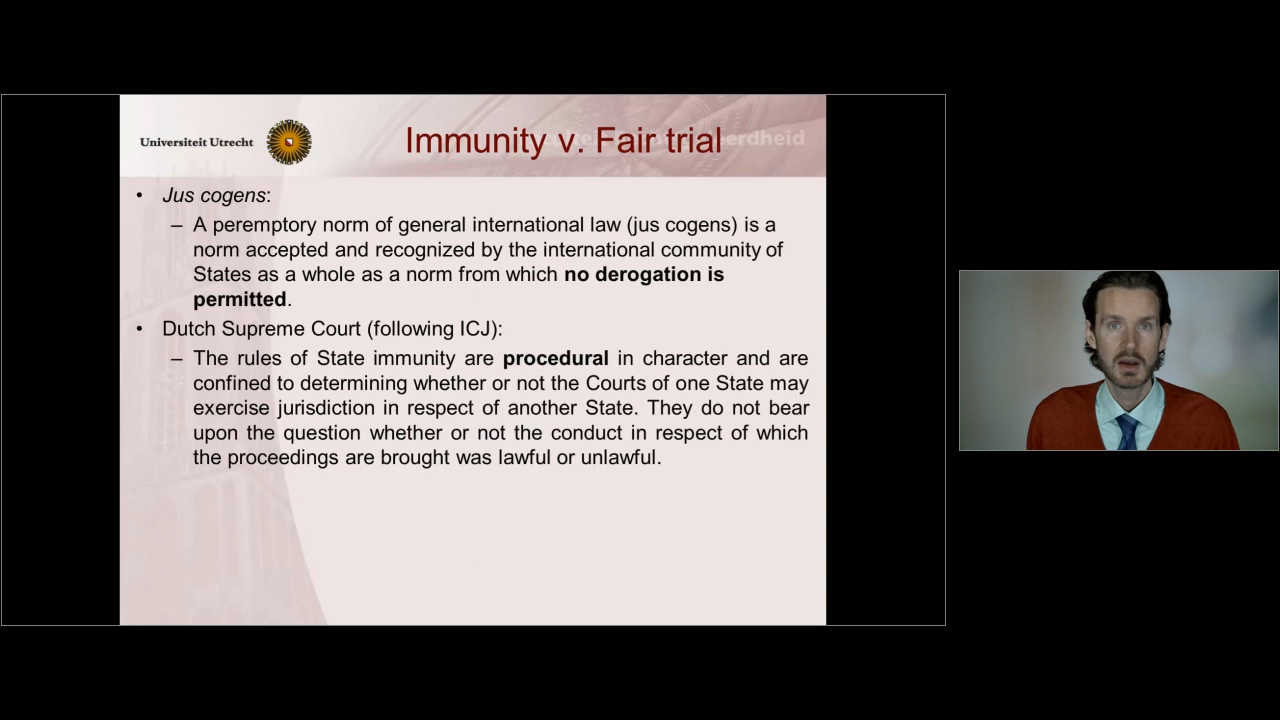 Universiteit Utrecht
Immunity v. Fair trial
• Jus cogens:
– A peremptory norm of general international law (jus cogens) is a
norm accepted and recognized by the international community of
States as a whole as a norm from which no derogation is
permitted.
• Dutch Supreme Court (following ICJ):
– The rules of State immunity are procedural in character and are
confined to determining whether or not the Courts of one State may
exercise jurisdiction in respect of another State. They do not bear
upon the question whether or not the conduct in respect of which
the proceedings are brought was lawful or unlawful.